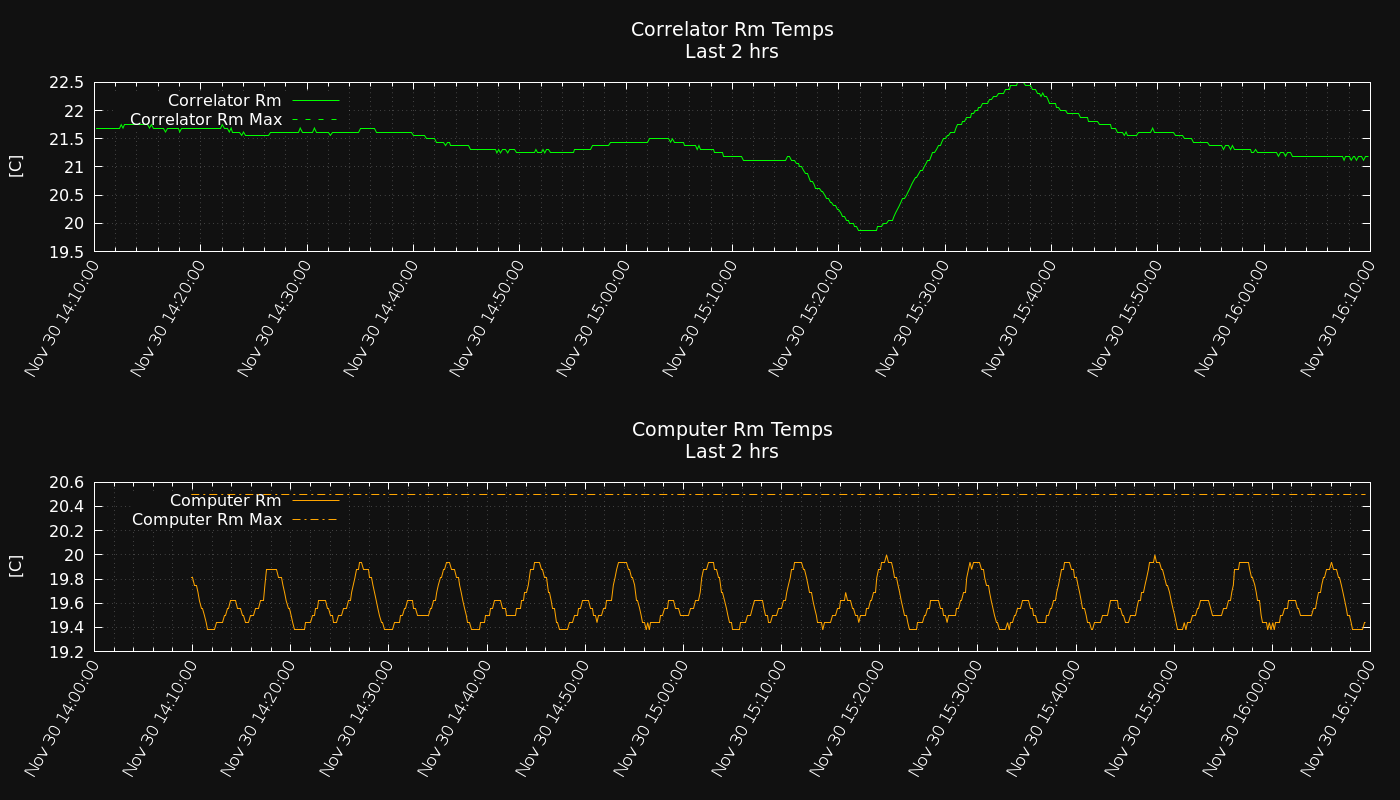 Correlator Rm Temps
Last 2 hrs
22.5
22
21.5
21
20.5
20
19.5
[C]
Correlator Rm
Correlator Rm Max
Nov 30 14:10:00
Nov 30 14:20:00
Nov 30 14:30:00
Nov 30 14:40:00
Nov 30 14:50:00
Nov 30 15:00:00
Nov 30 15:10:00
Nov 30 15:20:00
Nov 30 15:30:00
Nov 30 15:40:00
Nov 30 15:50:00
Nov 30 16:00:00
Nov 30 16:10:00
Computer Rm Temps
Last 2 hrs
20.6
20.4
20.2
20
19.8
19.6
19.4
19.2
[C]
Computer Rm
Computer Rm Max
Nov 30 14:00:00
Nov 30 14:10:00
Nov 30 14:20:00
Nov 30 14:30:00
Nov 30 14:40:00
Nov 30 14:50:00
Nov 30 15:00:00
Nov 30 15:10:00
Nov 30 15:20:00
Nov 30 15:30:00
Nov 30 15:40:00
Nov 30 15:50:00
Nov 30 16:00:00
Nov 30 16:10:00